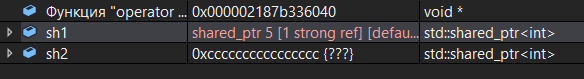 Функция "operator ... 0x000002187b336040 void *
sh1 shared_ptr 5 [1 strong ref] [defau... std::shared_ptr<int>
sh2 0xcccccccccccccccc {???} std::shared_ptr<int>